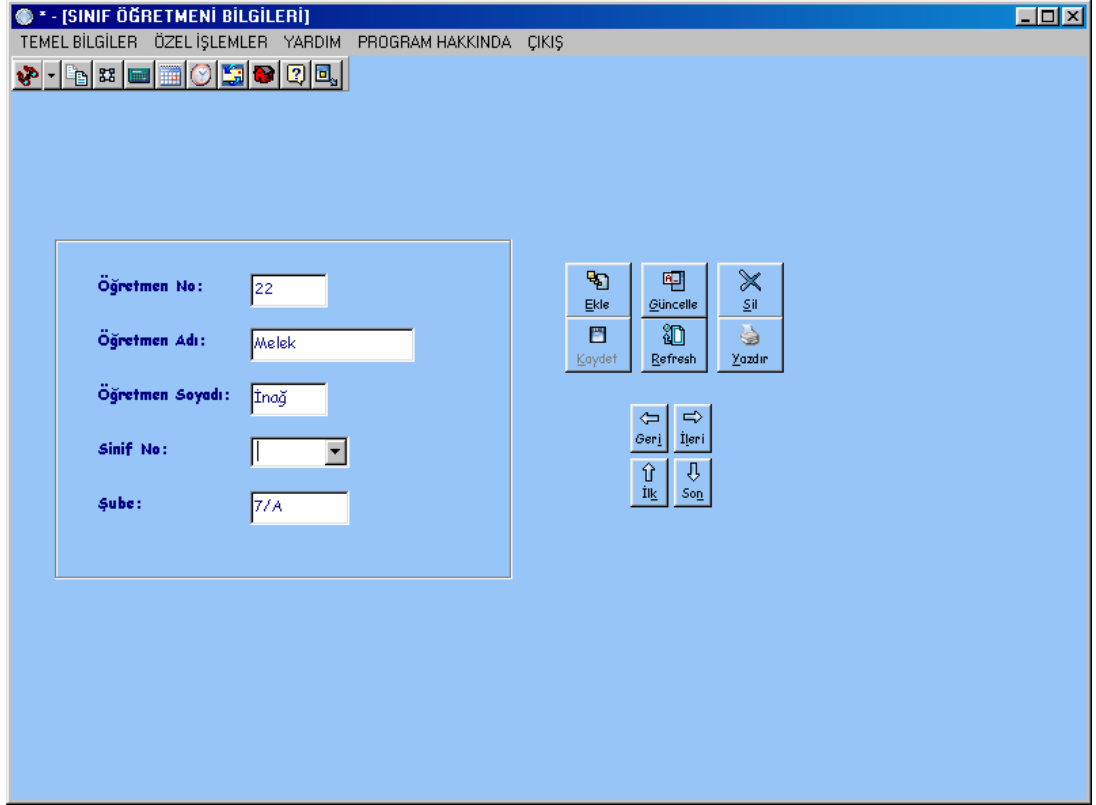 * - [SINIF ÖĞRETMENİ BİLGİLERİ]
TEMEL BİLGİLER ÖZEL İŞLEMLER YARDIM PROGRAM HAKKINDA ÇIKIŞ
Öğretmen No: 22
Öğretmen Adı: Melek
Öğretmen Soyadı: İnağ
Sinif No:
Şube: 7/A
Ekle Güncelle Sil
Kaydet Refresh Yazdır
Geri İleri
İlk Son